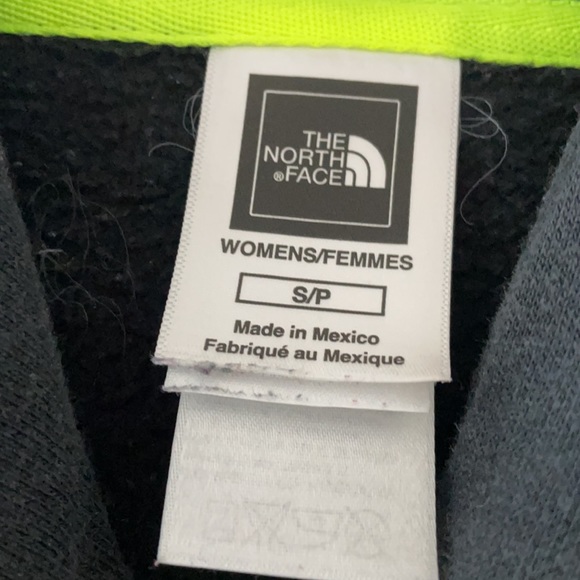 THE
NORTH
®FACE
WOMENS/FEMMES
S/P
Made in Mexico
Fabriqué au Mexique